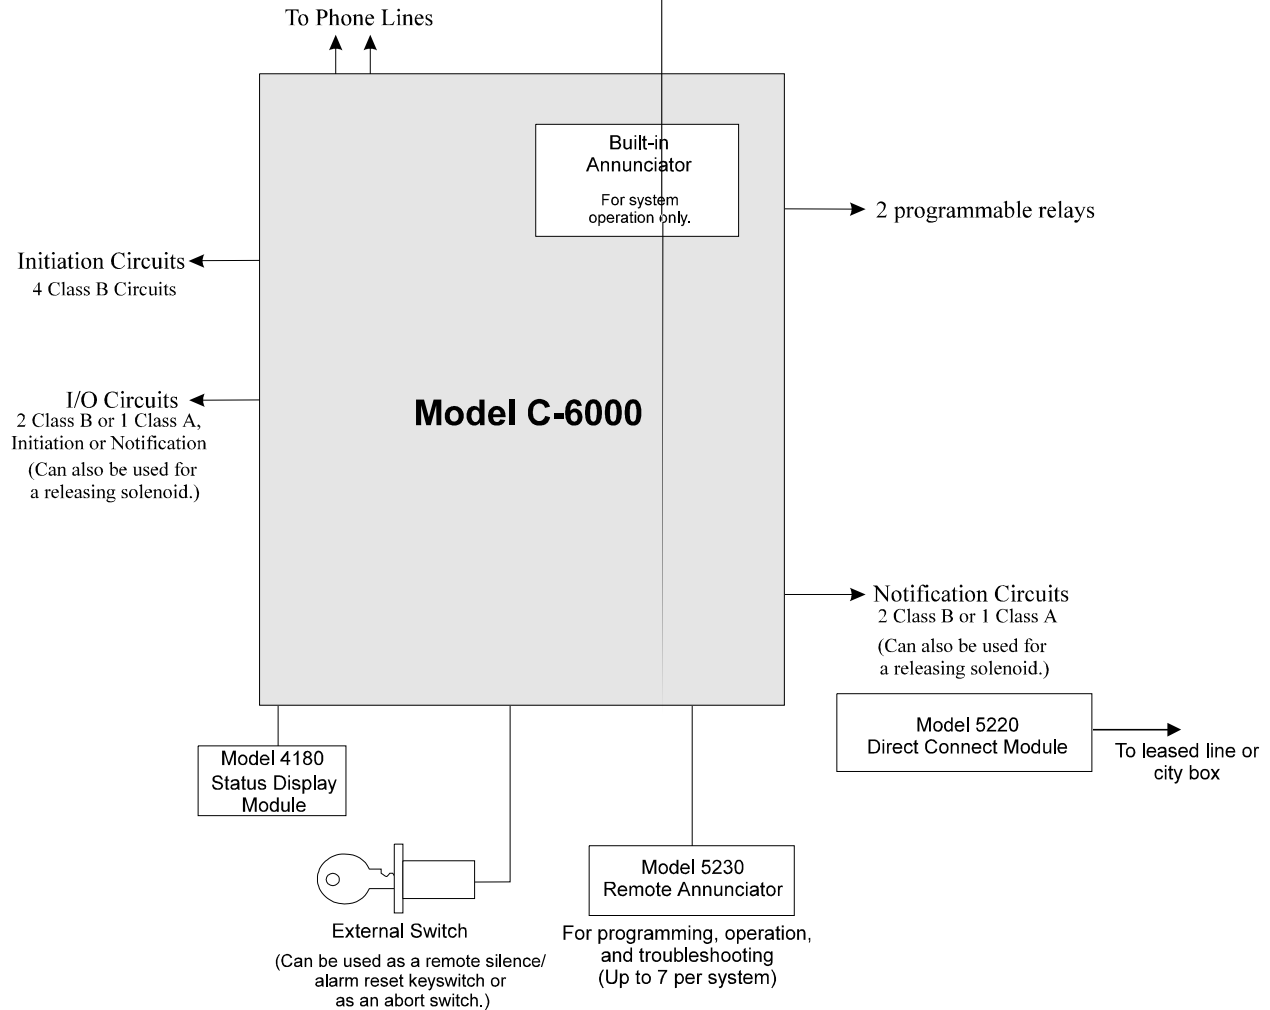 To Phone Lines
Built-in
Annunciator
For system
operation only.
2 programmable relays
Initiation Circuits
4 Class B Circuits
I/O Circuits
2 Class B or 1 Class A,
Initiation or Notification
(Can also be used for
a releasing solenoid.)
Model C-6000
Notification Circuits
2 Class B or 1 Class A
(Can also be used for
a releasing solenoid.)
Model 5220
Direct Connect Module
To leased line or
city box
Model 4180
Status Display
Module
External Switch
(Can be used as a remote silence/
alarm reset keyswitch or
as an abort switch.)
Model 5230
Remote Annunciator
For programming, operation,
and troubleshooting
(Up to 7 per system)